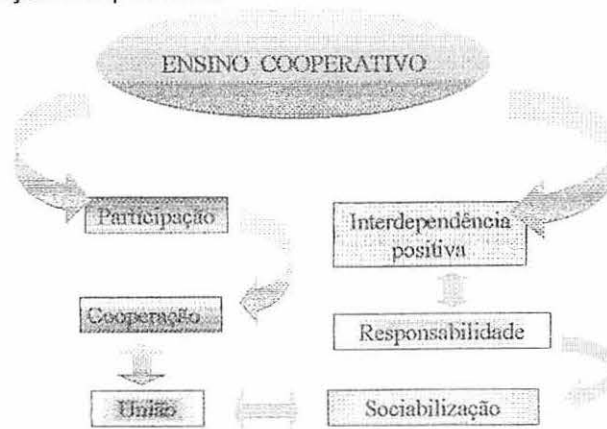 ENSINO COOPERATIVO
Participação
Interdependência
positiva
Cooperação
Responsabilidade
União
Sociabilização